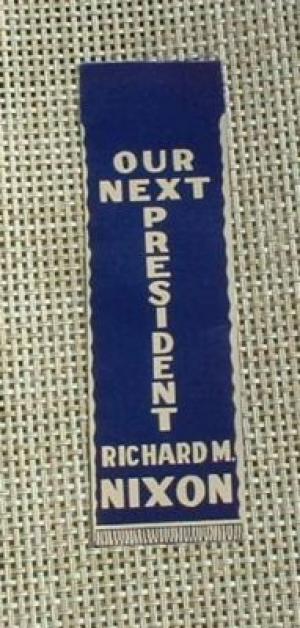 OUR
NEXT
PRESIDENT
RICHARD M.
NIXON